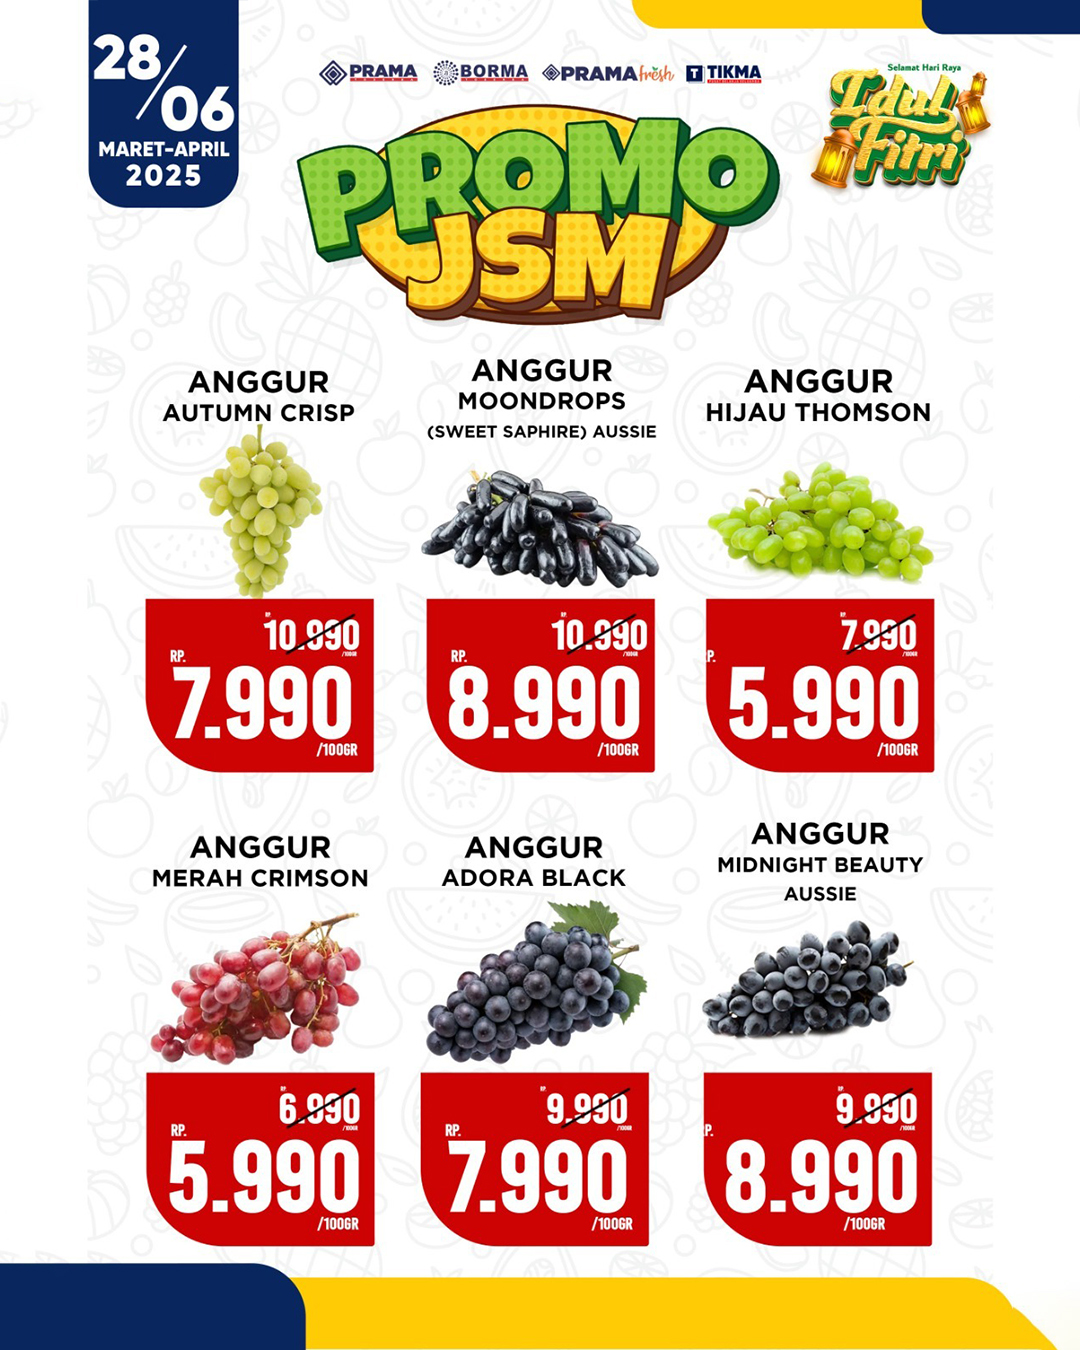 28/06
MARET-APRIL
2025
PRAMA
BORMA
PRAMA fresh
TIKMA
Selamat Hari Raya
Idul
Fitri
PROMO
JSM
ANGGUR
AUTUMN CRISP
RP. 10.990 /100GR
RP. 7.990
/100GR
ANGGUR
MOONDROPS
(SWEET SAPHIRE) AUSSIE
RP. 10.990 /100GR
RP. 8.990
/100GR
ANGGUR
HIJAU THOMSON
RP. 7.990 /100GR
P. 5.990
/100GR
ANGGUR
MERAH CRIMSON
RP. 6.990 /100GR
RP. 5.990
/100GR
ANGGUR
ADORA BLACK
RP. 9.990 /100GR
RP. 7.990
/100GR
ANGGUR
MIDNIGHT BEAUTY
AUSSIE
RP. 9.990 /100GR
P. 8.990
/100GR